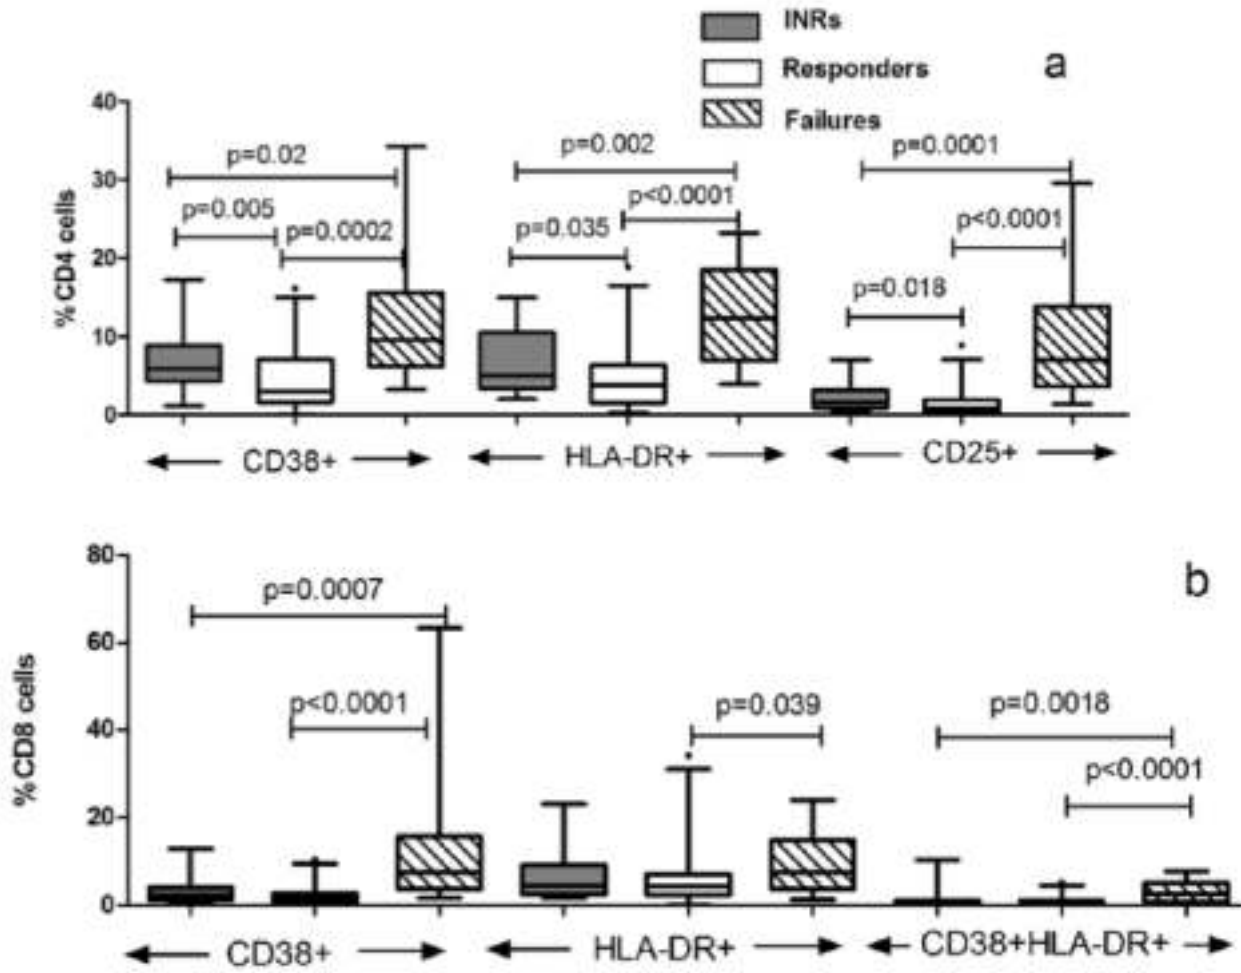 INRs
Responders
Failures
a
% CD4 cells
40
30
20
10
0
p=0.02
p=0.005
p=0.0002
p=0.002
p<0.0001
p=0.035
p=0.0001
p<0.0001
p=0.018
CD38+
HLA-DR+
CD25+
b
%CD8 cells
80
60
40
20
0
p=0.0007
p<0.0001
p=0.039
p=0.0018
p<0.0001
CD38+
HLA-DR+
CD38+HLA-DR+